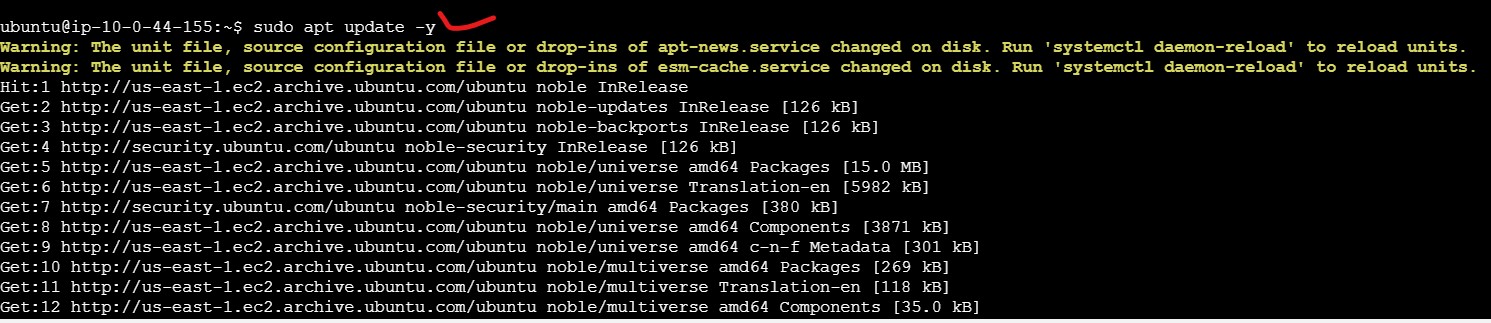 ubuntu@ip-10-0-44-155:~$ sudo apt update -y
Warning: The unit file, source configuration file or drop-ins of apt-news.service changed on disk. Run 'systemctl daemon-reload' to reload units.
Warning: The unit file, source configuration file or drop-ins of esm-cache.service changed on disk. Run 'systemctl daemon-reload' to reload units.
Hit:1 http://us-east-1.ec2.archive.ubuntu.com/ubuntu noble InRelease
Get:2 http://us-east-1.ec2.archive.ubuntu.com/ubuntu noble-updates InRelease [126 kB]
Get:3 http://us-east-1.ec2.archive.ubuntu.com/ubuntu noble-backports InRelease [126 kB]
Get:4 http://security.ubuntu.com/ubuntu noble-security InRelease [126 kB]
Get:5 http://us-east-1.ec2.archive.ubuntu.com/ubuntu noble/universe amd64 Packages [15.0 MB]
Get:6 http://us-east-1.ec2.archive.ubuntu.com/ubuntu noble/universe Translation-en [5982 kB]
Get:7 http://security.ubuntu.com/ubuntu noble-security/main amd64 Packages [380 kB]
Get:8 http://us-east-1.ec2.archive.ubuntu.com/ubuntu noble/universe amd64 Components [3871 kB]
Get:9 http://us-east-1.ec2.archive.ubuntu.com/ubuntu noble/universe amd64 c-n-f Metadata [301 kB]
Get:10 http://us-east-1.ec2.archive.ubuntu.com/ubuntu noble/multiverse amd64 Packages [269 kB]
Get:11 http://us-east-1.ec2.archive.ubuntu.com/ubuntu noble/multiverse Translation-en [118 kB]
Get:12 http://us-east-1.ec2.archive.ubuntu.com/ubuntu noble/multiverse amd64 Components [35.0 kB]